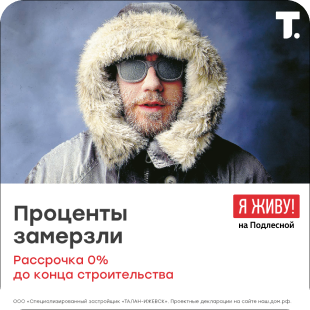 Т.
Я ЖИВУ!
на Подлесной
Проценты
замерзли
Рассрочка 0%
до конца строительства
ООО «Специализированный застройщик «ТАЛАН-ИЖЕВСК». Проектные декларации на сайте наш.дом.рф.